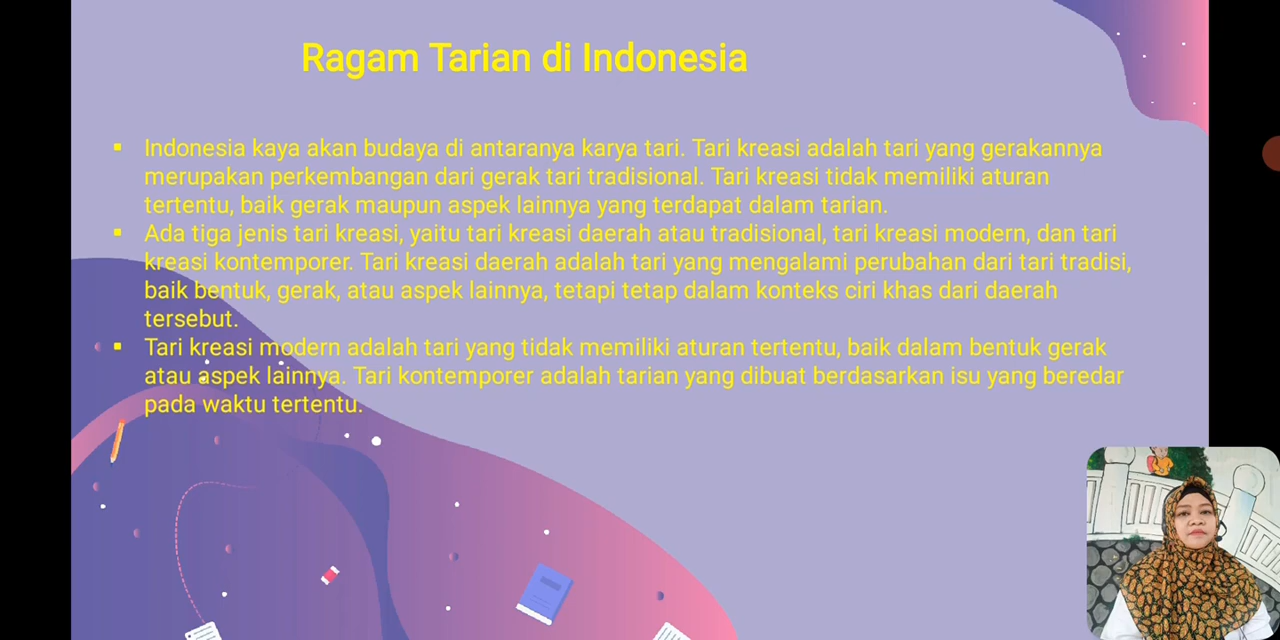 Ragam Tarian di Indonesia
Indonesia kaya akan budaya di antaranya karya tari. Tari kreasi adalah tari yang gerakannya
merupakan perkembangan dari gerak tari tradisional. Tari kreasi tidak memiliki aturan
tertentu, baik gerak maupun aspek lainnya yang terdapat dalam tarian.
Ada tiga jenis tari kreasi, yaitu tari kreasi daerah atau tradisional, tari kreasi modern, dan tari
kreasi kontemporer. Tari kreasi daerah adalah tari yang mengalami perubahan dari tari tradisi,
baik bentuk, gerak, atau aspek lainnya, tetapi tetap dalam konteks ciri khas dari daerah
tersebut.
Tari kreasi modern adalah tari yang tidak memiliki aturan tertentu, baik dalam bentuk gerak
atau aspek lainnya. Tari kontemporer adalah tarian yang dibuat berdasarkan isu yang beredar
pada waktu tertentu.